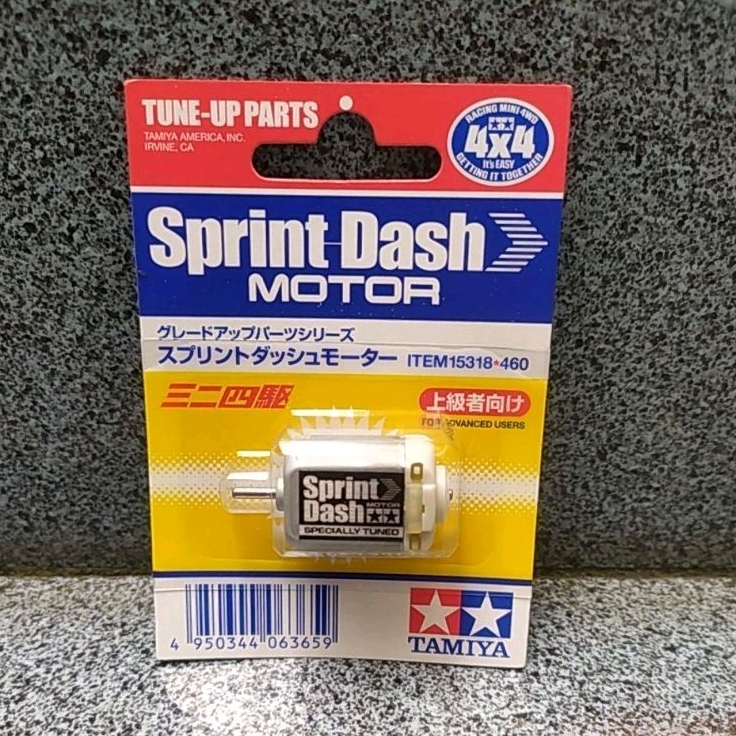 TUNE-UP PARTS
TAMIYA AMERICA, INC.
IRVINE, CA
RACING MINI 4WD
4x4
It's EASY
GETTING IT TOGETHER
Sprint Dash
MOTOR
グレードアップパーツシリーズ
スプリントダッシュモーター ITEM15318*460
ミニ四駆
上級者向け
FOR ADVANCED USERS
Sprint
Dash MOTOR
SPECIALLY TUNED
4 950344 063659
TAMIYA